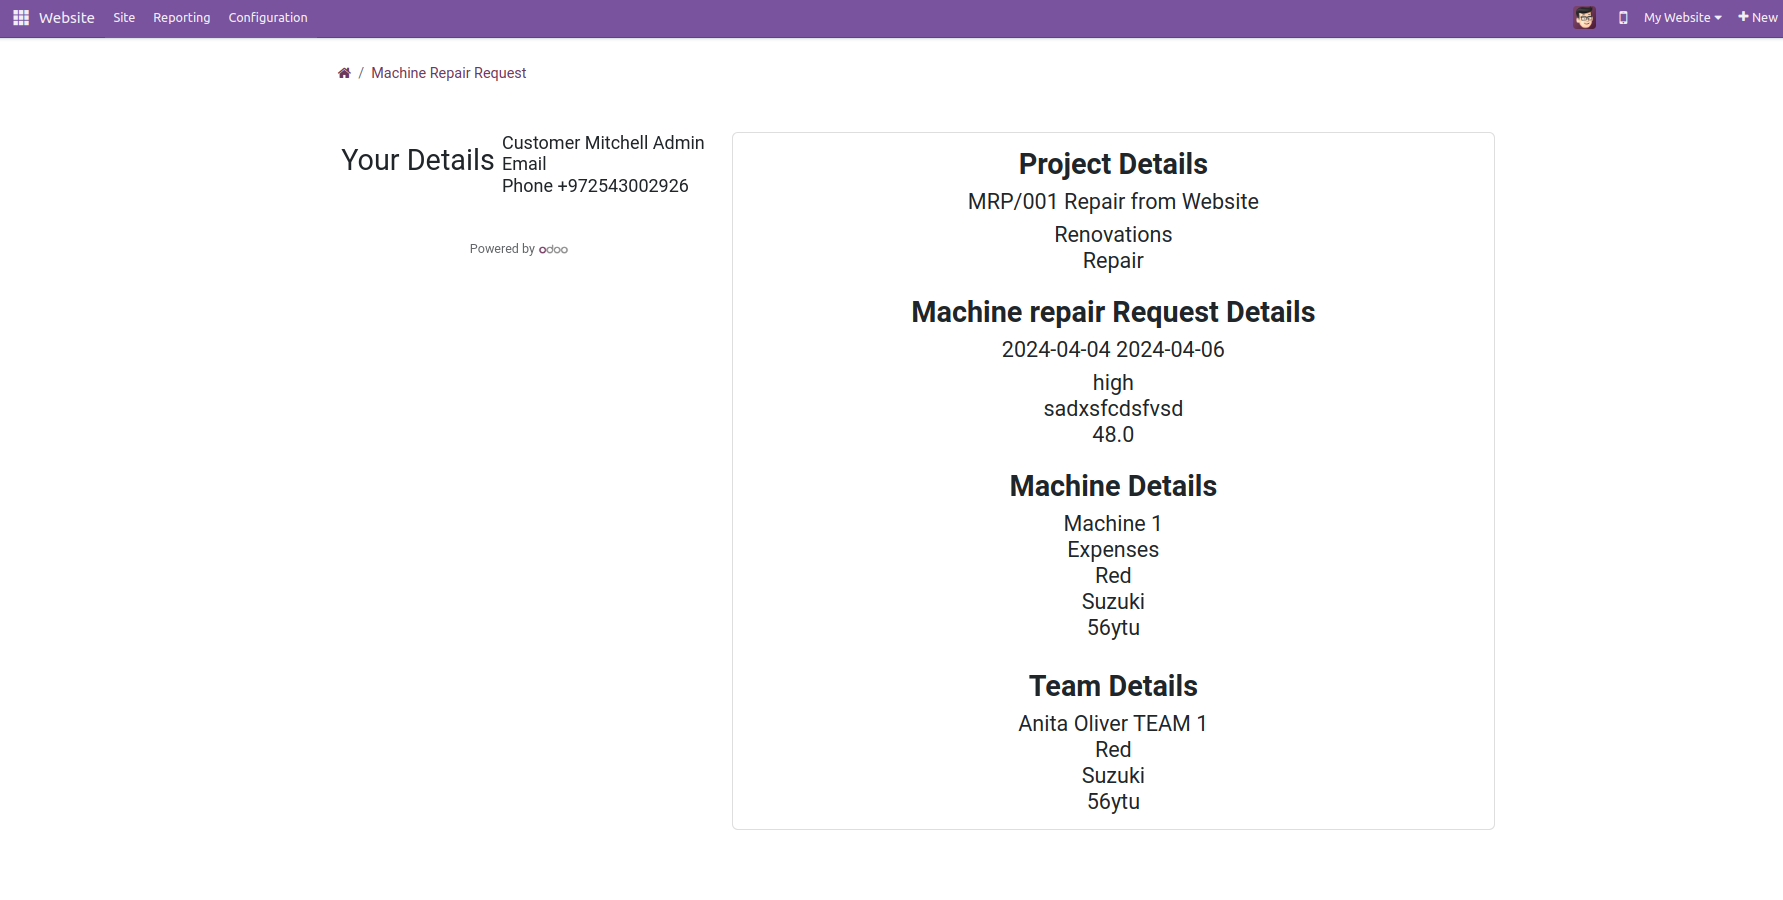 Website Site Reporting Configuration My Website New
/ Machine Repair Request
Your Details
Customer Mitchell Admin
Email
Phone +972543002926
Powered by odoo
Project Details
MRP/001 Repair from Website
Renovations
Repair
Machine repair Request Details
2024-04-04 2024-04-06
high
sadxsfcdsfvsd
48.0
Machine Details
Machine 1
Expenses
Red
Suzuki
56ytu
Team Details
Anita Oliver TEAM 1
Red
Suzuki
56ytu